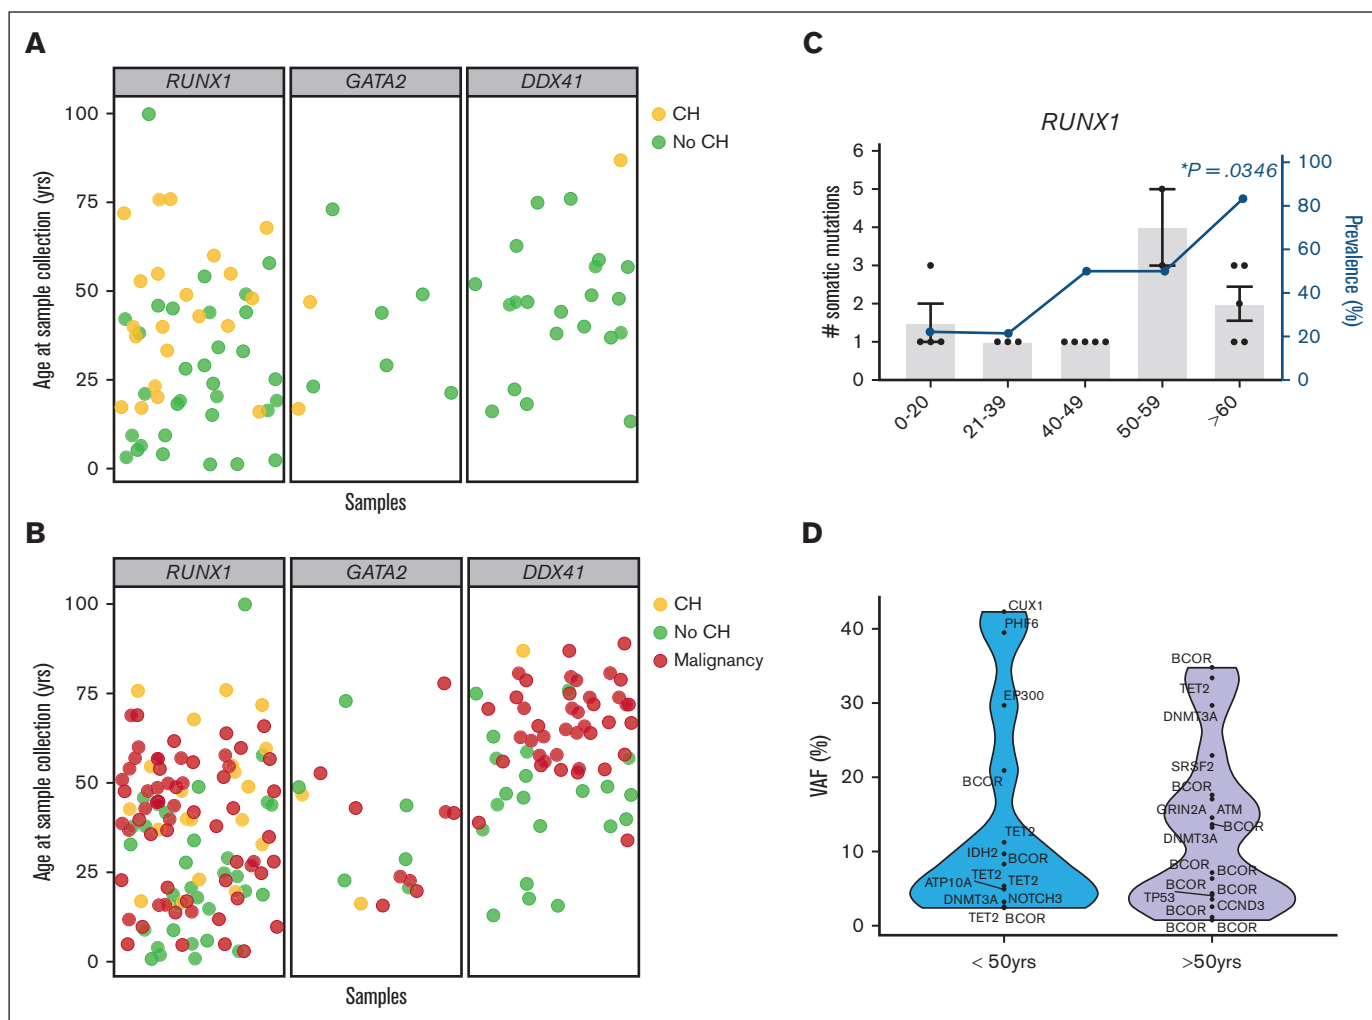 A
RUNX1 GATA2 DDX41
100
75
50
25
0
Age at sample collection (yrs)
Samples
CH
No CH
B
RUNX1 GATA2 DDX41
100
75
50
25
0
Age at sample collection (yrs)
Samples
CH
No CH
Malignancy
C
RUNX1
*P = .0346
6
5
4
3
2
1
0
# somatic mutations
100
80
60
40
20
0
Prevalence (%)
0-20 21-39 40-49 50-59 >60
D
40
30
20
10
0
VAF (%)
CUX1
PHF6
EP300
BCOR
TET2
IDH2 BCOR
TET2 TET2
ATP10A
DNMT3A NOTCH3
TET2 BCOR
BCOR
TET2
DNMT3A
SRSF2
BCOR
GRIN2A ATM
BCOR
DNMT3A
BCOR BCOR
BCOR BCOR
TP53 CCND3
BCOR
BCOR BCOR
< 50yrs >50yrs